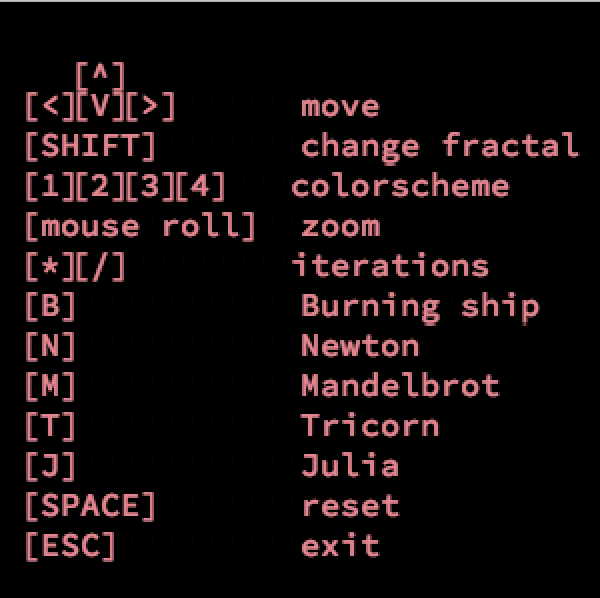 [^]
[<][V][>] move
[SHIFT] change fractal
[1][2][3][4] colorscheme
[mouse roll] zoom
[*][/] iterations
[B] Burning ship
[N] Newton
[M] Mandelbrot
[T] Tricorn
[J] Julia
[SPACE] reset
[ESC] exit